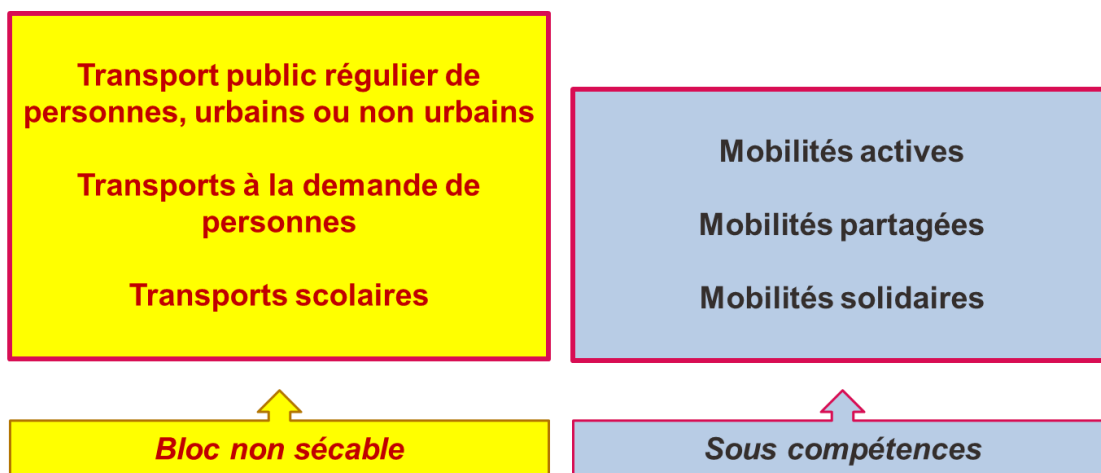 Transport public régulier de
personnes, urbains ou non urbains
Transports à la demande de
personnes
Transports scolaires
Bloc non sécable
Mobilités actives
Mobilités partagées
Mobilités solidaires
Sous compétences